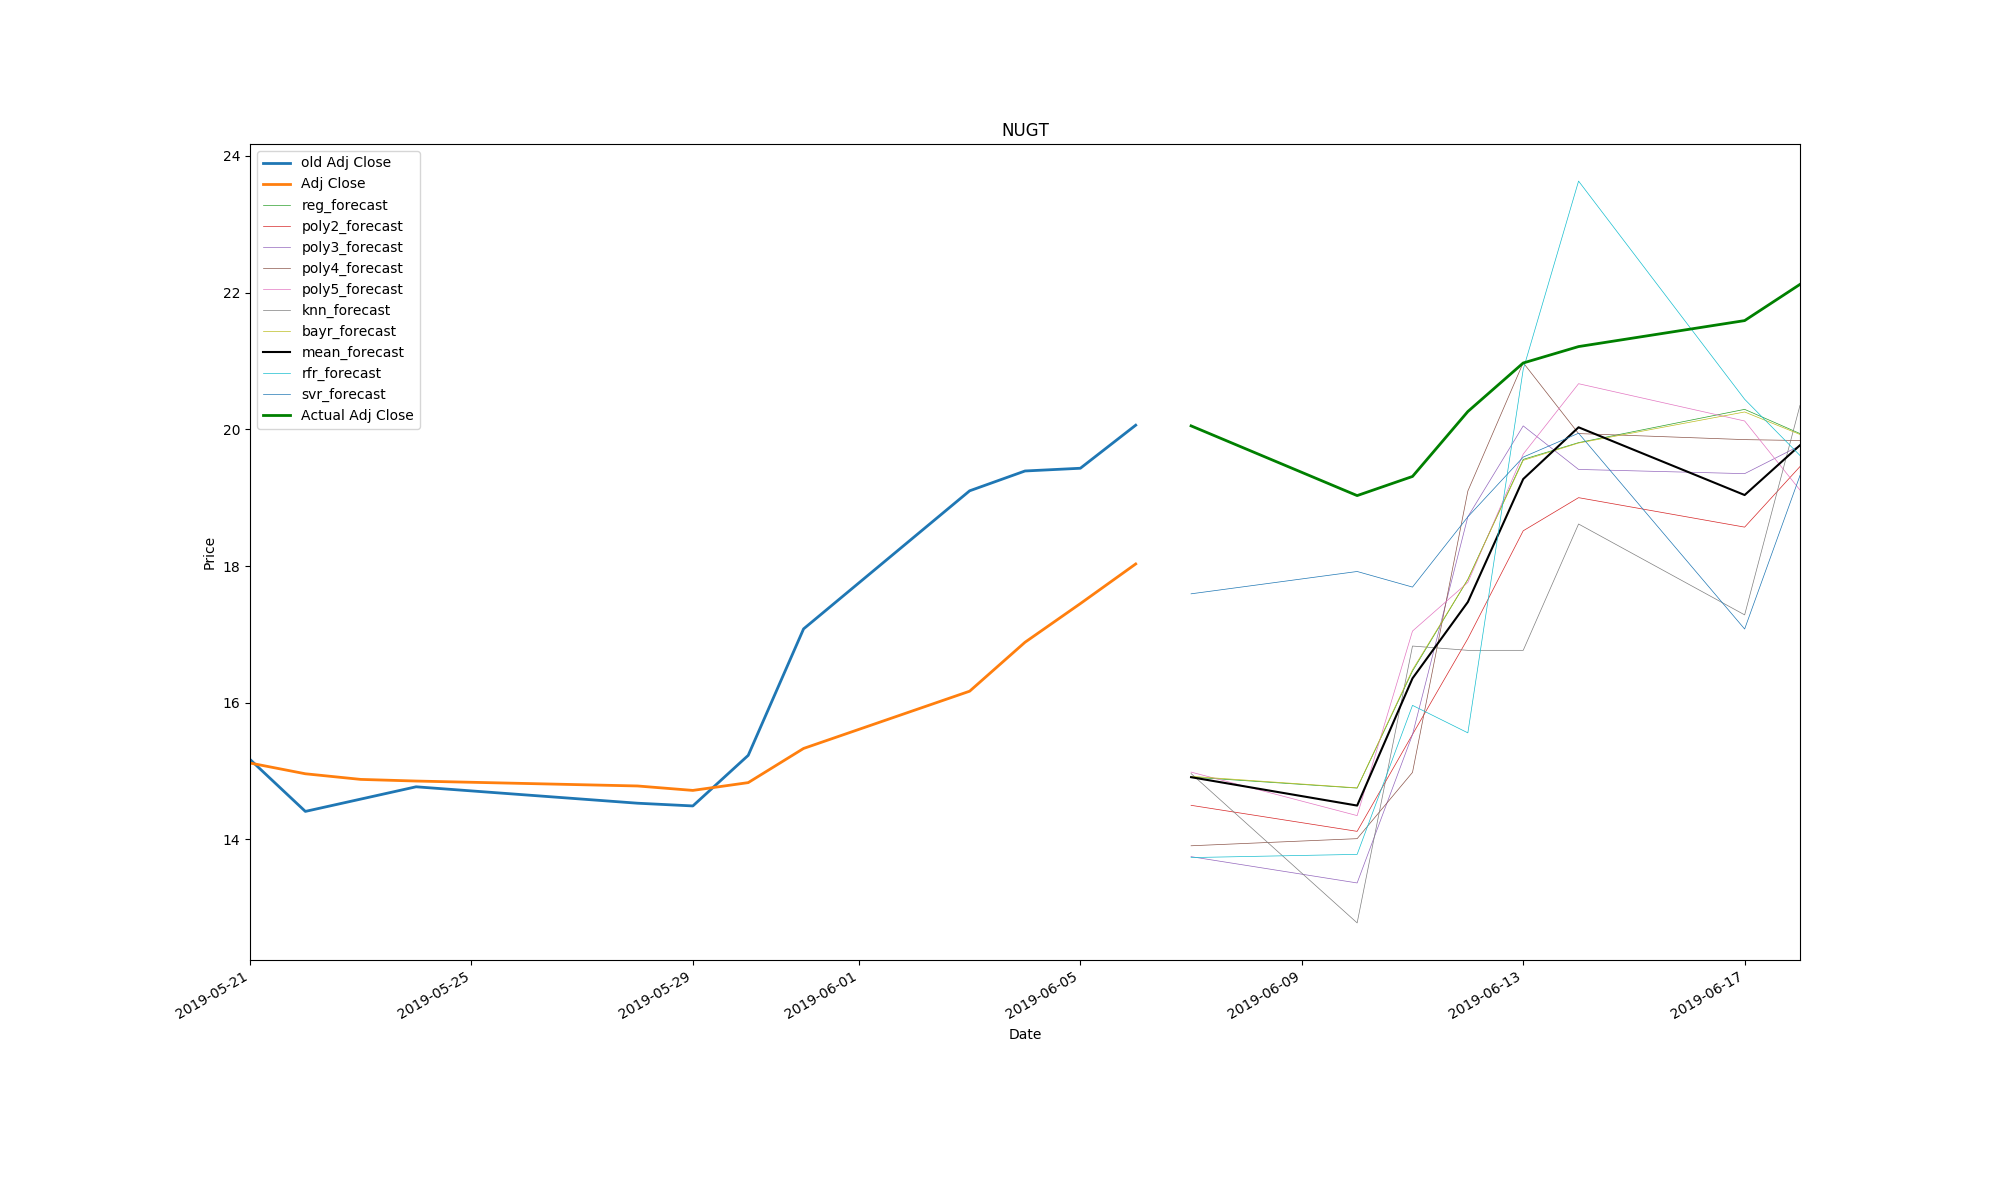 NUGT
24
22
20
18
16
14
Price
old Adj Close
Adj Close
reg_forecast
poly2_forecast
poly3_forecast
poly4_forecast
poly5_forecast
knn_forecast
bayr_forecast
mean_forecast
rfr_forecast
svr_forecast
Actual Adj Close
2019-05-21
2019-05-25
2019-05-29
2019-06-01
2019-06-05
2019-06-09
2019-06-13
2019-06-17
Date